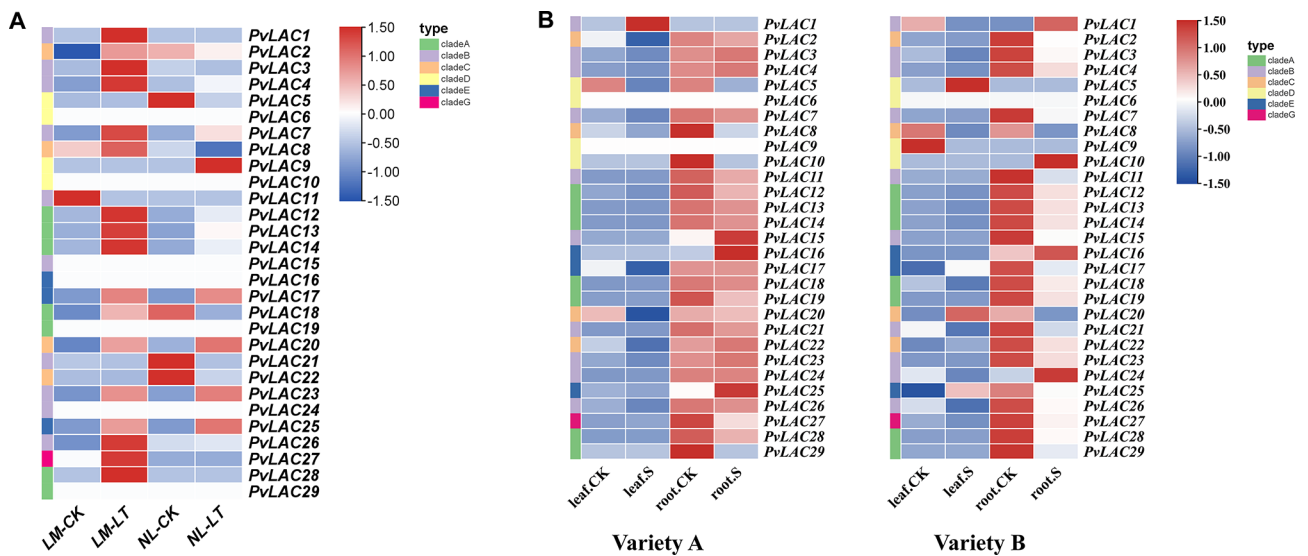 A
PvLAC1
PvLAC2
PvLAC3
PvLAC4
PvLAC5
PvLAC6
PvLAC7
PvLAC8
PvLAC9
PvLAC10
PvLAC11
PvLAC12
PvLAC13
PvLAC14
PvLAC15
PvLAC16
PvLAC17
PvLAC18
PvLAC19
PvLAC20
PvLAC21
PvLAC22
PvLAC23
PvLAC24
PvLAC25
PvLAC26
PvLAC27
PvLAC28
PvLAC29
LM-CK
LM-LT
NL-CK
NL-LT
1.50
1.00
0.50
0.00
-0.50
-1.00
-1.50
type
cladeA
cladeB
cladeC
cladeD
cladeE
cladeG
B
PvLAC1
PvLAC2
PvLAC3
PvLAC4
PvLAC5
PvLAC6
PvLAC7
PvLAC8
PvLAC9
PvLAC10
PvLAC11
PvLAC12
PvLAC13
PvLAC14
PvLAC15
PvLAC16
PvLAC17
PvLAC18
PvLAC19
PvLAC20
PvLAC21
PvLAC22
PvLAC23
PvLAC24
PvLAC25
PvLAC26
PvLAC27
PvLAC28
PvLAC29
leaf.CK
leaf.S
root.CK
root.S
Variety A
PvLAC1
PvLAC2
PvLAC3
PvLAC4
PvLAC5
PvLAC6
PvLAC7
PvLAC8
PvLAC9
PvLAC10
PvLAC11
PvLAC12
PvLAC13
PvLAC14
PvLAC15
PvLAC16
PvLAC17
PvLAC18
PvLAC19
PvLAC20
PvLAC21
PvLAC22
PvLAC23
PvLAC24
PvLAC25
PvLAC26
PvLAC27
PvLAC28
PvLAC29
leaf.CK
leaf.S
root.CK
root.S
Variety B
1.50
1.00
0.50
0.00
-0.50
-1.00
-1.50
type
cladeA
cladeB
cladeC
cladeD
cladeE
cladeG